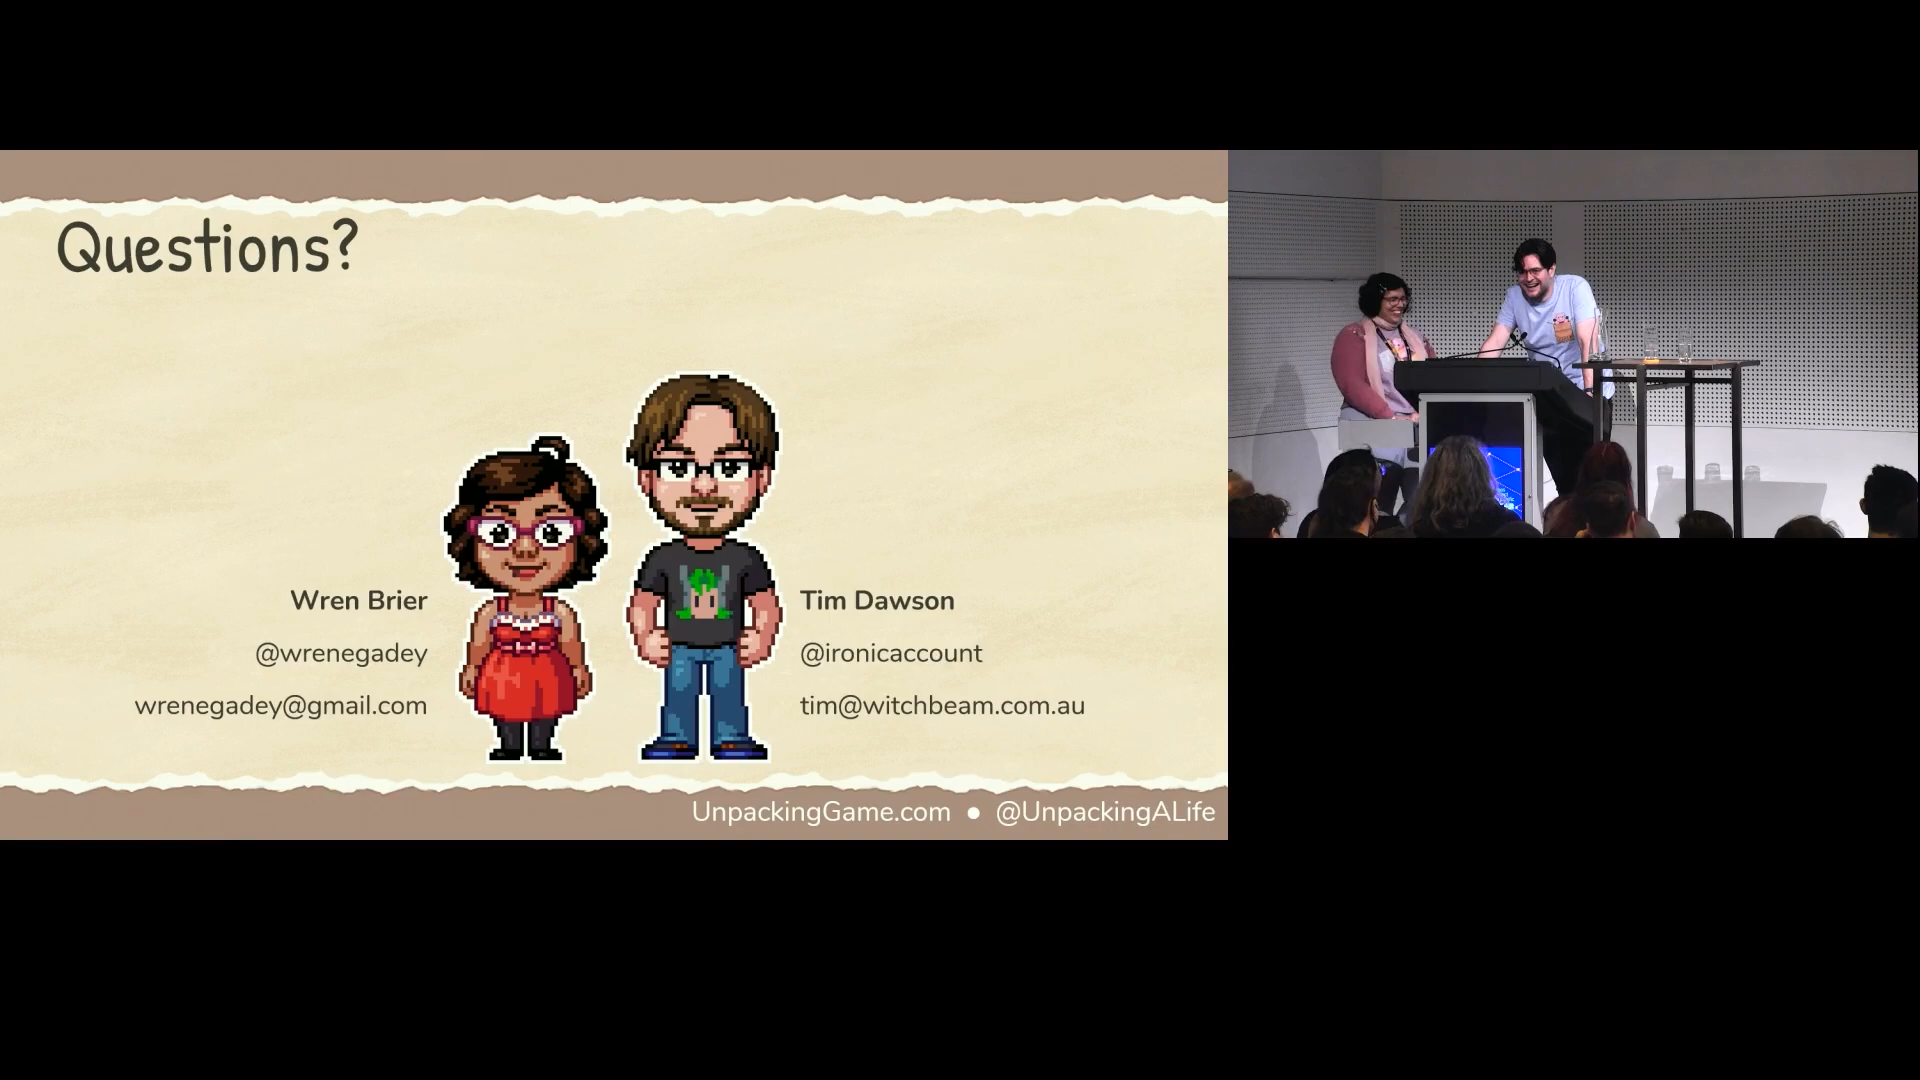 Questions?
Wren Brier
@wrenegadey
wrenegadey@gmail.com
Tim Dawson
@ironicaccount
tim@witchbeam.com.au
UnpackingGame.com • @UnpackingALife